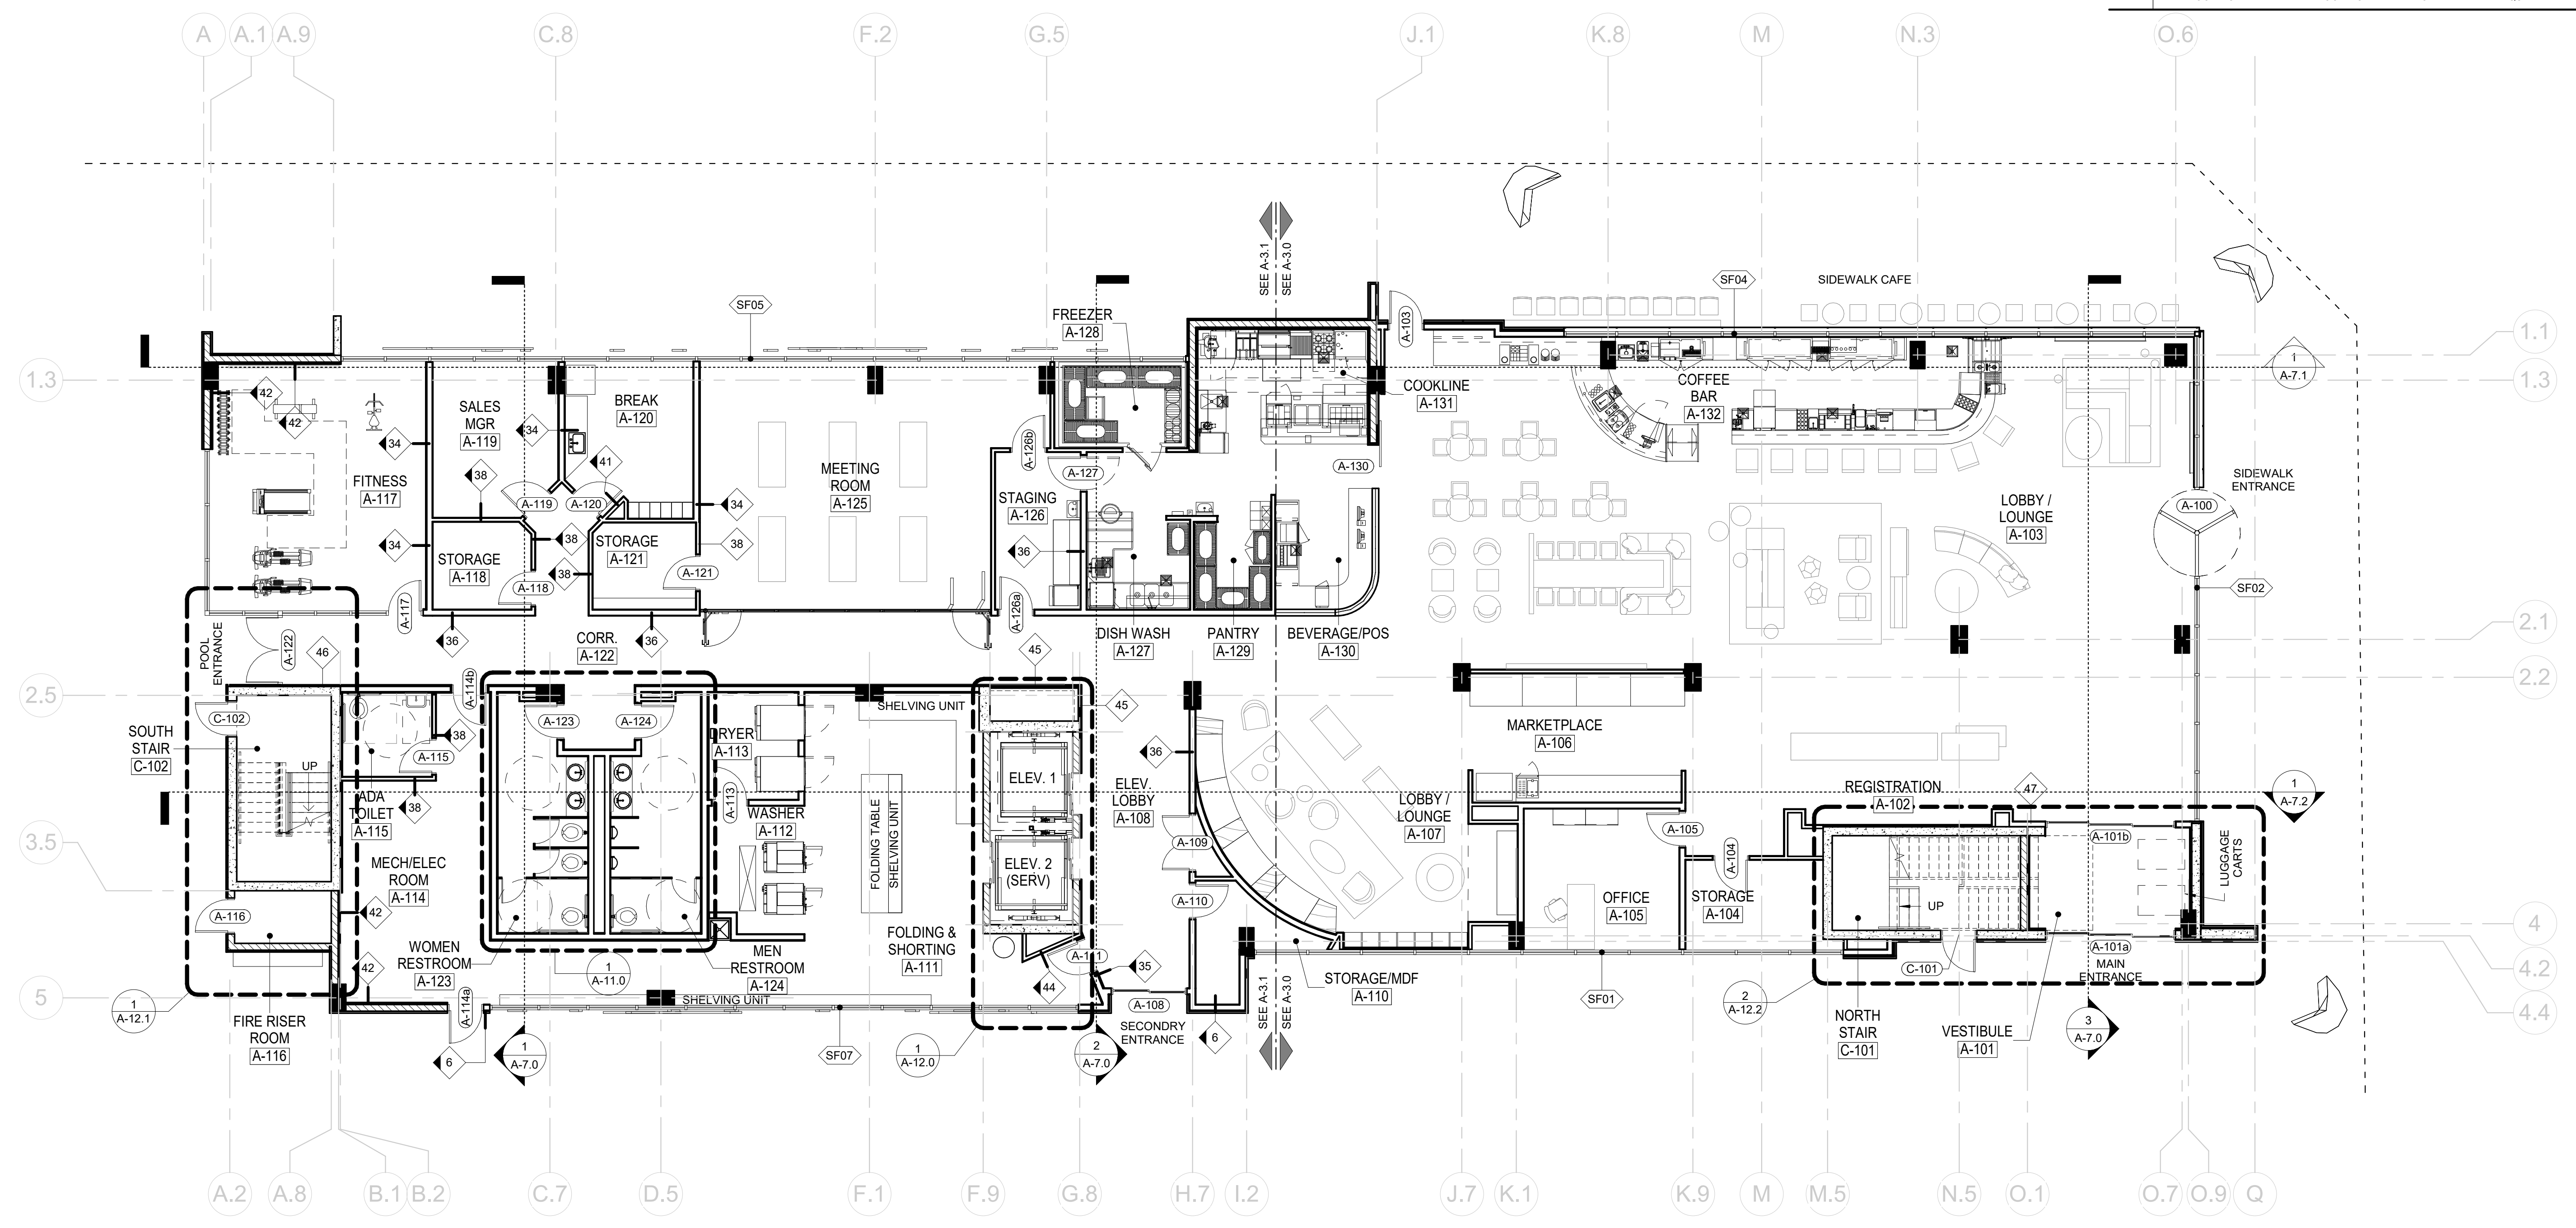 A
A.1
A.9
C.8
F.2
G.5
J.1
K.8
M
N.3
O.6
SEE A-3.1
SEE A-3.0
SF05
SF04
SIDEWALK CAFE
FREEZER
A-128
A-103
1.1
1.3
1
A-7.1
1.3
COOKLINE
A-131
COFFEE
BAR
A-132
42
42
34
SALES
MGR
A-119
34
BREAK
A-120
41
38
A-119
A-120
34
MEETING
ROOM
A-125
A-126b
A-127
A-130
FITNESS
A-117
STAGING
A-126
SIDEWALK
ENTRANCE
A-100
LOBBY /
LOUNGE
A-103
34
STORAGE
A-118
38
38
STORAGE
A-121
38
A-121
36
A-118
A-117
36
36
A-126a
SF02
CORR.
A-122
DISH WASH
A-127
PANTRY
A-129
BEVERAGE/POS
A-130
2.1
2.2
POOL
ENTRANCE
A-122
46
45
2.5
A-114b
C-102
A-123
A-124
SHELVING UNIT
45
SOUTH
STAIR
C-102
UP
38
A-115
DRYER
A-113
A-113
36
ELEV. 1
MARKETPLACE
A-106
ADA
TOILET
A-115
38
WASHER
A-112
ELEV.
LOBBY
A-108
LOBBY /
LOUNGE
A-107
REGISTRATION
A-102
47
1
A-7.2
3.5
FOLDING TABLE
SHELVING UNIT
A-109
A-105
A-104
A-101b
LUGGAGE
CARTS
MECH/ELEC
ROOM
A-114
ELEV. 2
(SERV)
A-110
OFFICE
A-105
STORAGE
A-104
UP
A-116
42
WOMEN
RESTROOM
A-123
MEN
RESTROOM
A-124
FOLDING &
SHORTING
A-111
A-111
35
44
A-108
STORAGE/MDF
A-110
C-101
A-101a
MAIN
ENTRANCE
4
4.2
4.4
42
1
A-11.0
5
1
A-12.1
A-114a
SHELVING UNIT
SF01
2
A-12.2
FIRE RISER
ROOM
A-116
6
1
A-7.0
SF07
1
A-12.0
2
A-7.0
SECONDRY
ENTRANCE
6
SEE A-3.1
SEE A-3.0
NORTH
STAIR
C-101
VESTIBULE
A-101
3
A-7.0
A.2
A.8
B.1
B.2
C.7
D.5
F.1
F.9
G.8
H.7
I.2
J.7
K.1
K.9
M
M.5
N.5
O.1
O.7
O.9
Q